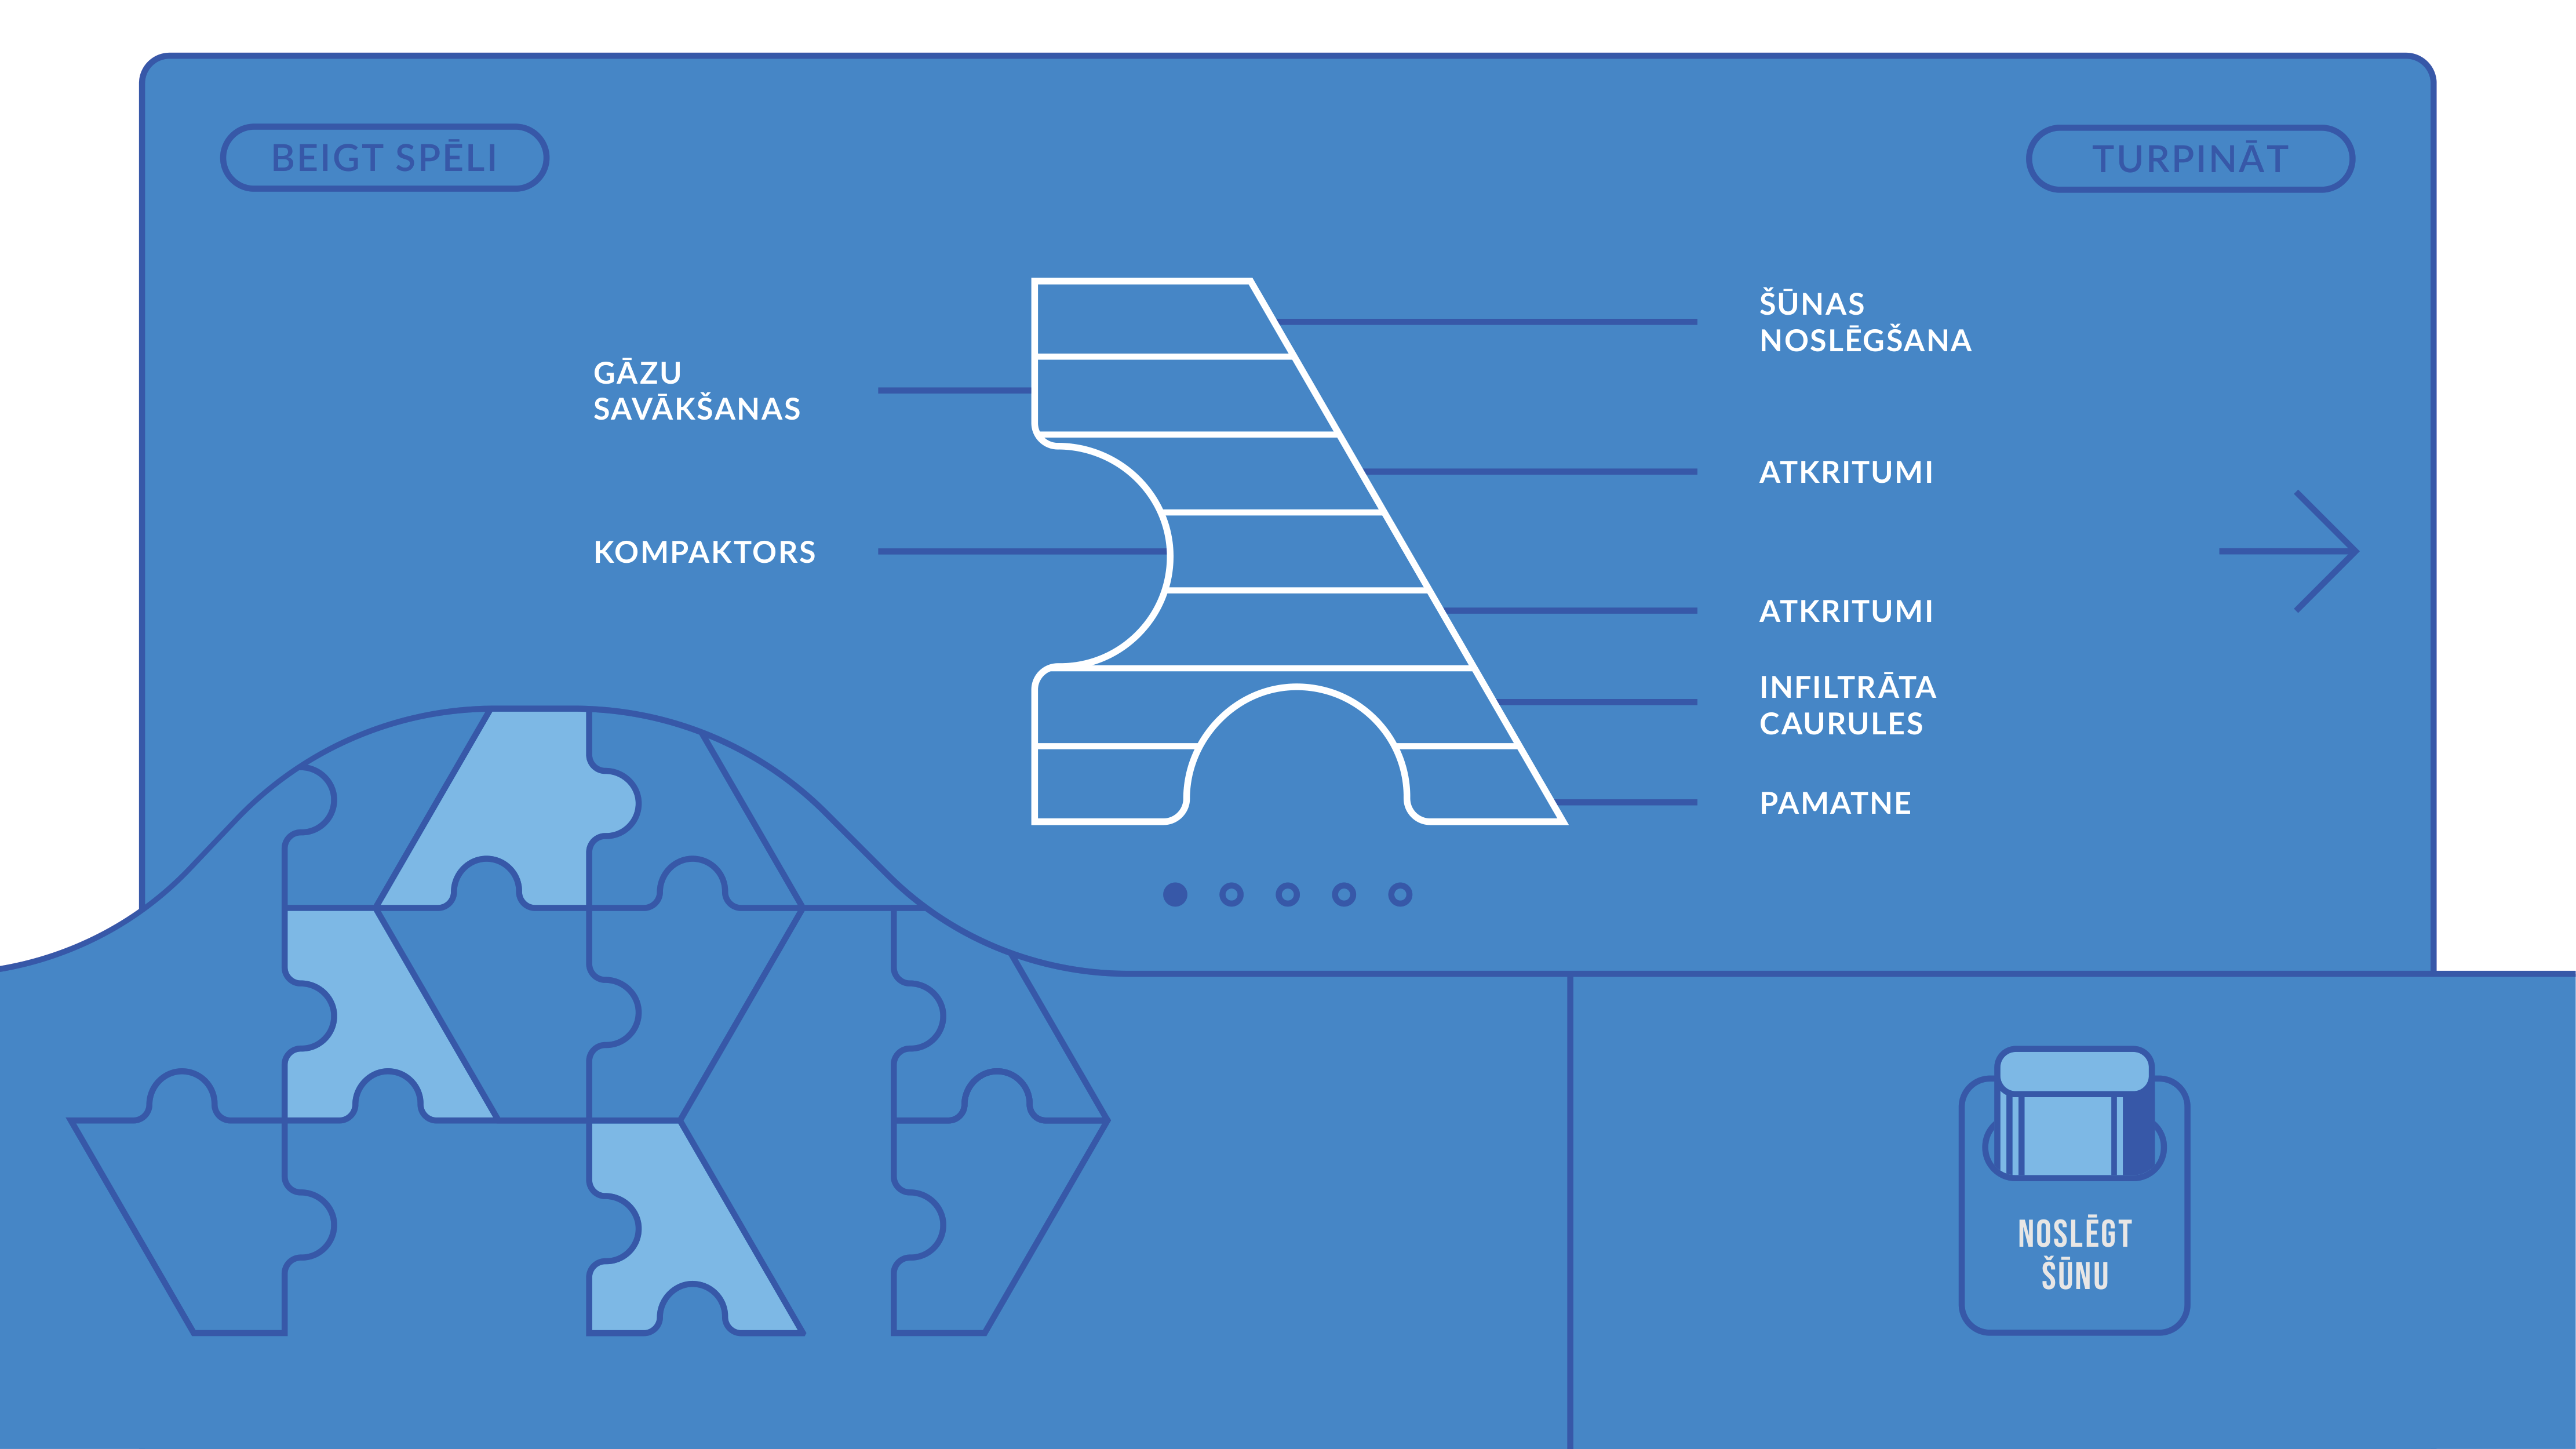 BEIGT SPĒLI
TURPINĀT
GĀZU
SAVĀKŠANAS
KOMPAKTORS
ŠŪNAS
NOSLĒGŠANA
ATKRITUMI
ATKRITUMI
INFILTRĀTA
CAURULES
PAMATNE
NOSLĒGT
ŠŪNU